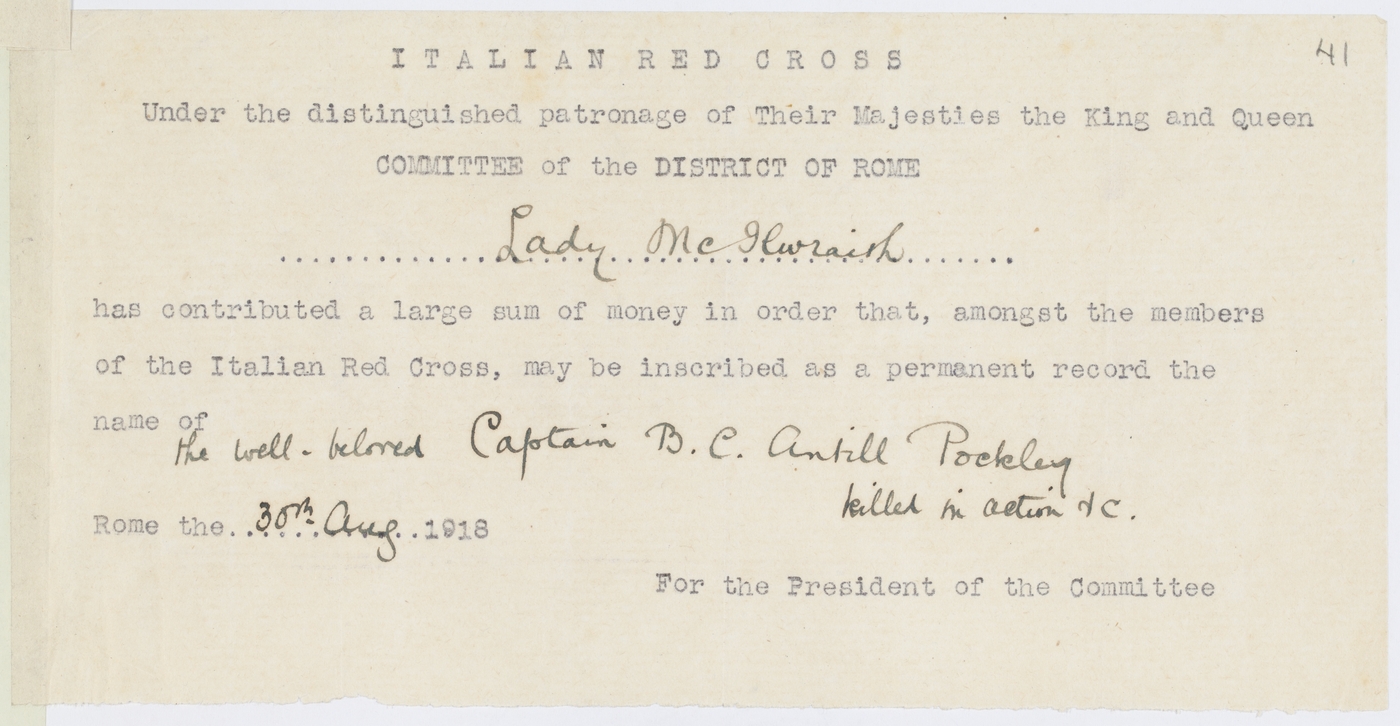 41
ITALIAN RED CROSS
Under the distinguished patronage of Their Majesties the King and Queen
COMMITTEE of the DISTRICT OF ROME
Lady McIlwraith
has contributed a large sum of money in order that, amongst the members
of the Italian Red Cross, may be inscribed as a permanent record the
name of
the well-beloved Captain B. C. Antill Pockley
killed in action &c.
Rome the..30th Aug..1918
For the President of the Committee